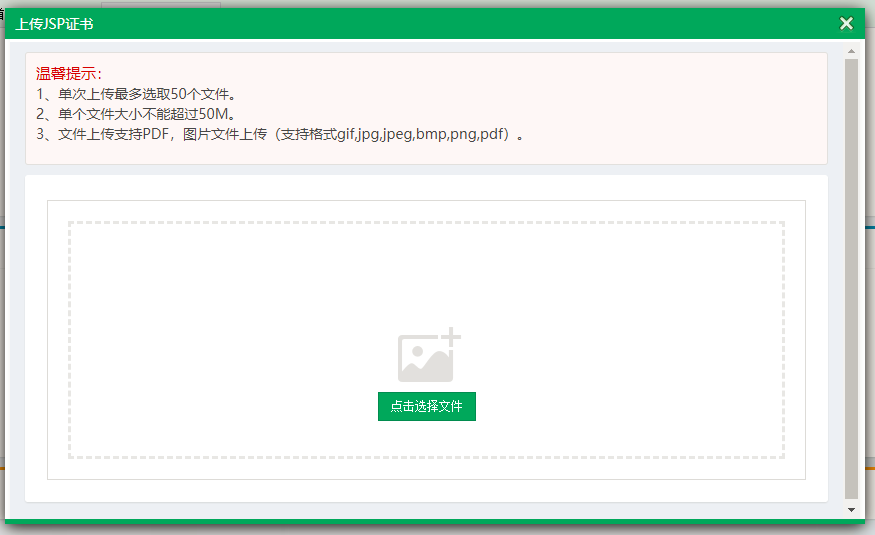 上传JSP证书
温馨提示：
1、单次上传最多选取50个文件。
2、单个文件大小不能超过50M。
3、文件上传支持PDF，图片文件上传（支持格式gif,jpg,jpeg,bmp,png,pdf）。
点击选择文件